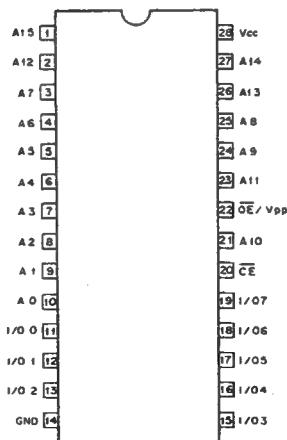 A15 1 28 Vcc
A12 2 27 A14
A7 3 26 A13
A6 4 25 A8
A5 5 24 A9
A4 6 23 A11
A3 7 22 OE/Vpp
A2 8 21 A10
A1 9 20 CE
A0 10 19 I/O7
I/O 0 11 18 I/O6
I/O 1 12 17 I/O5
I/O 2 13 16 I/O4
GND 14 15 I/O3